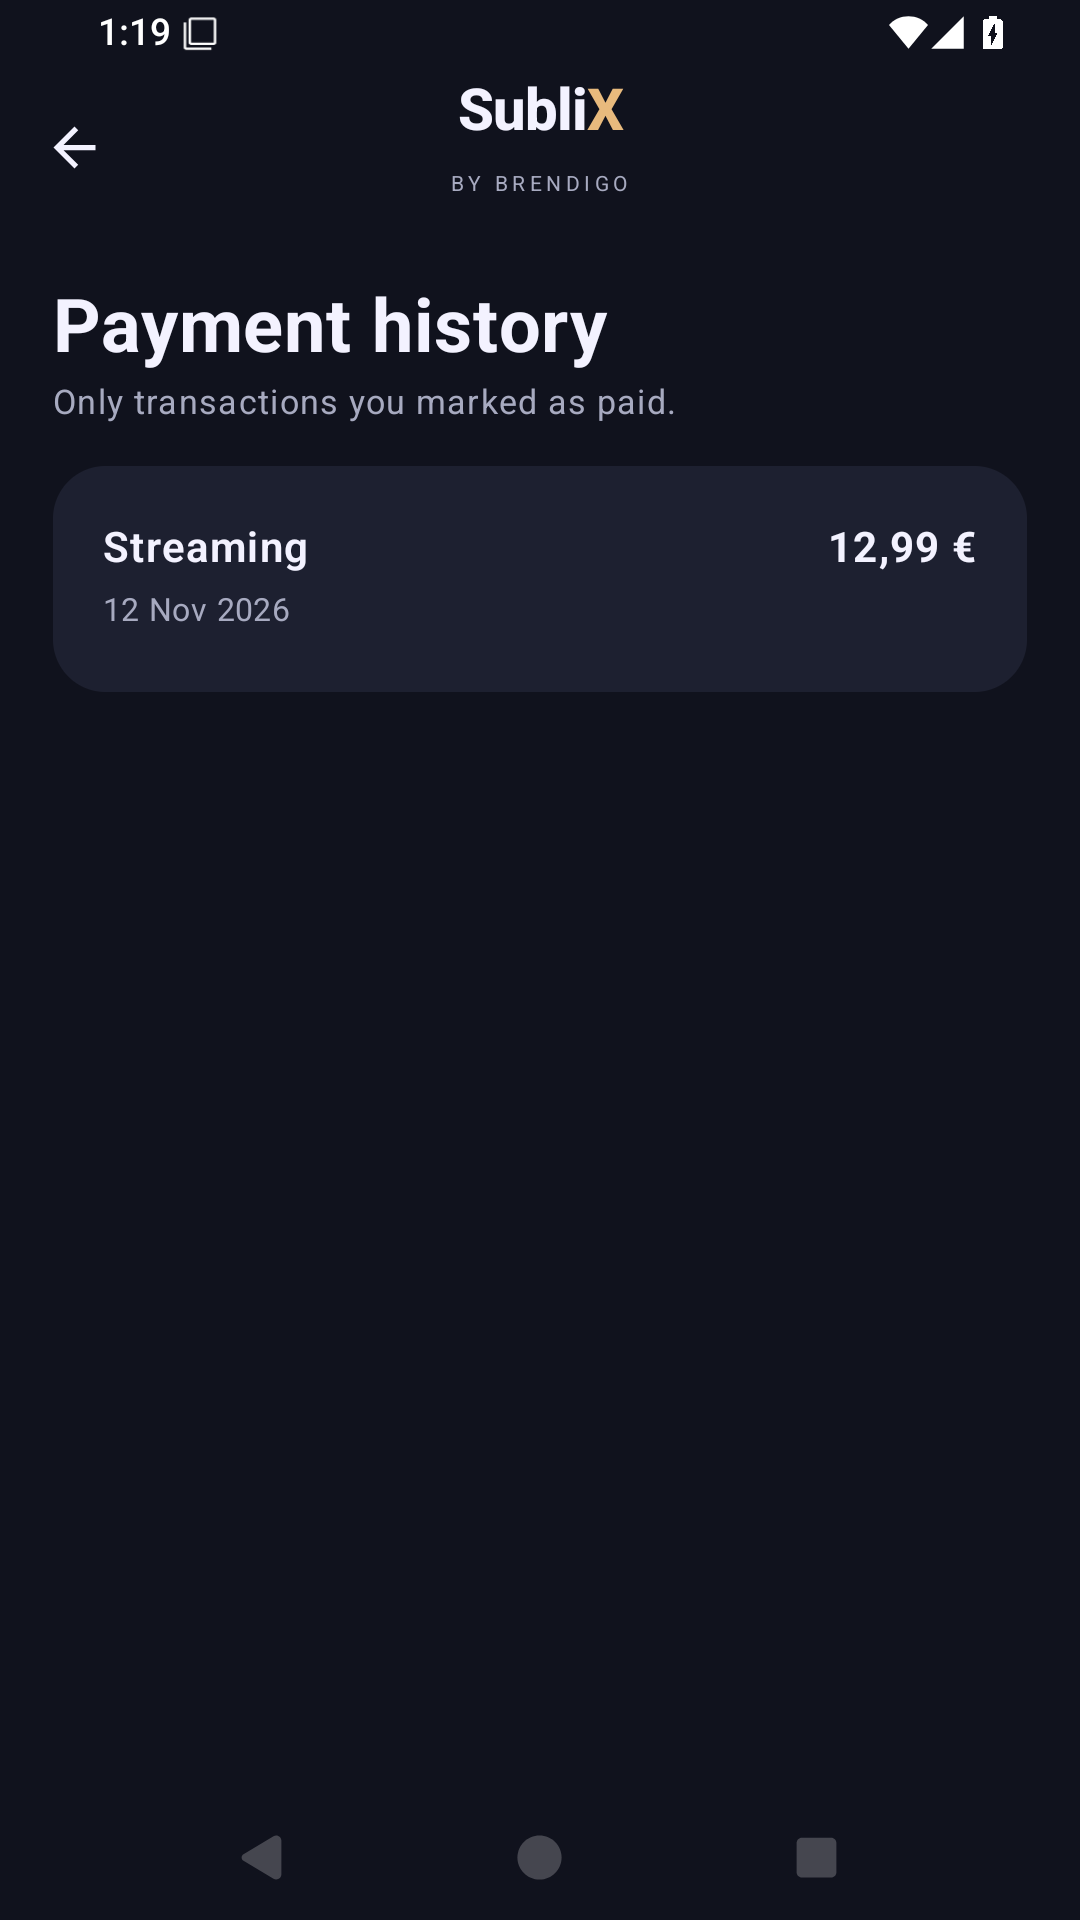 1:19
SubliX
BY BRENDIGO
Payment history
Only transactions you marked as paid.
Streaming
12,99 €
12 Nov 2026